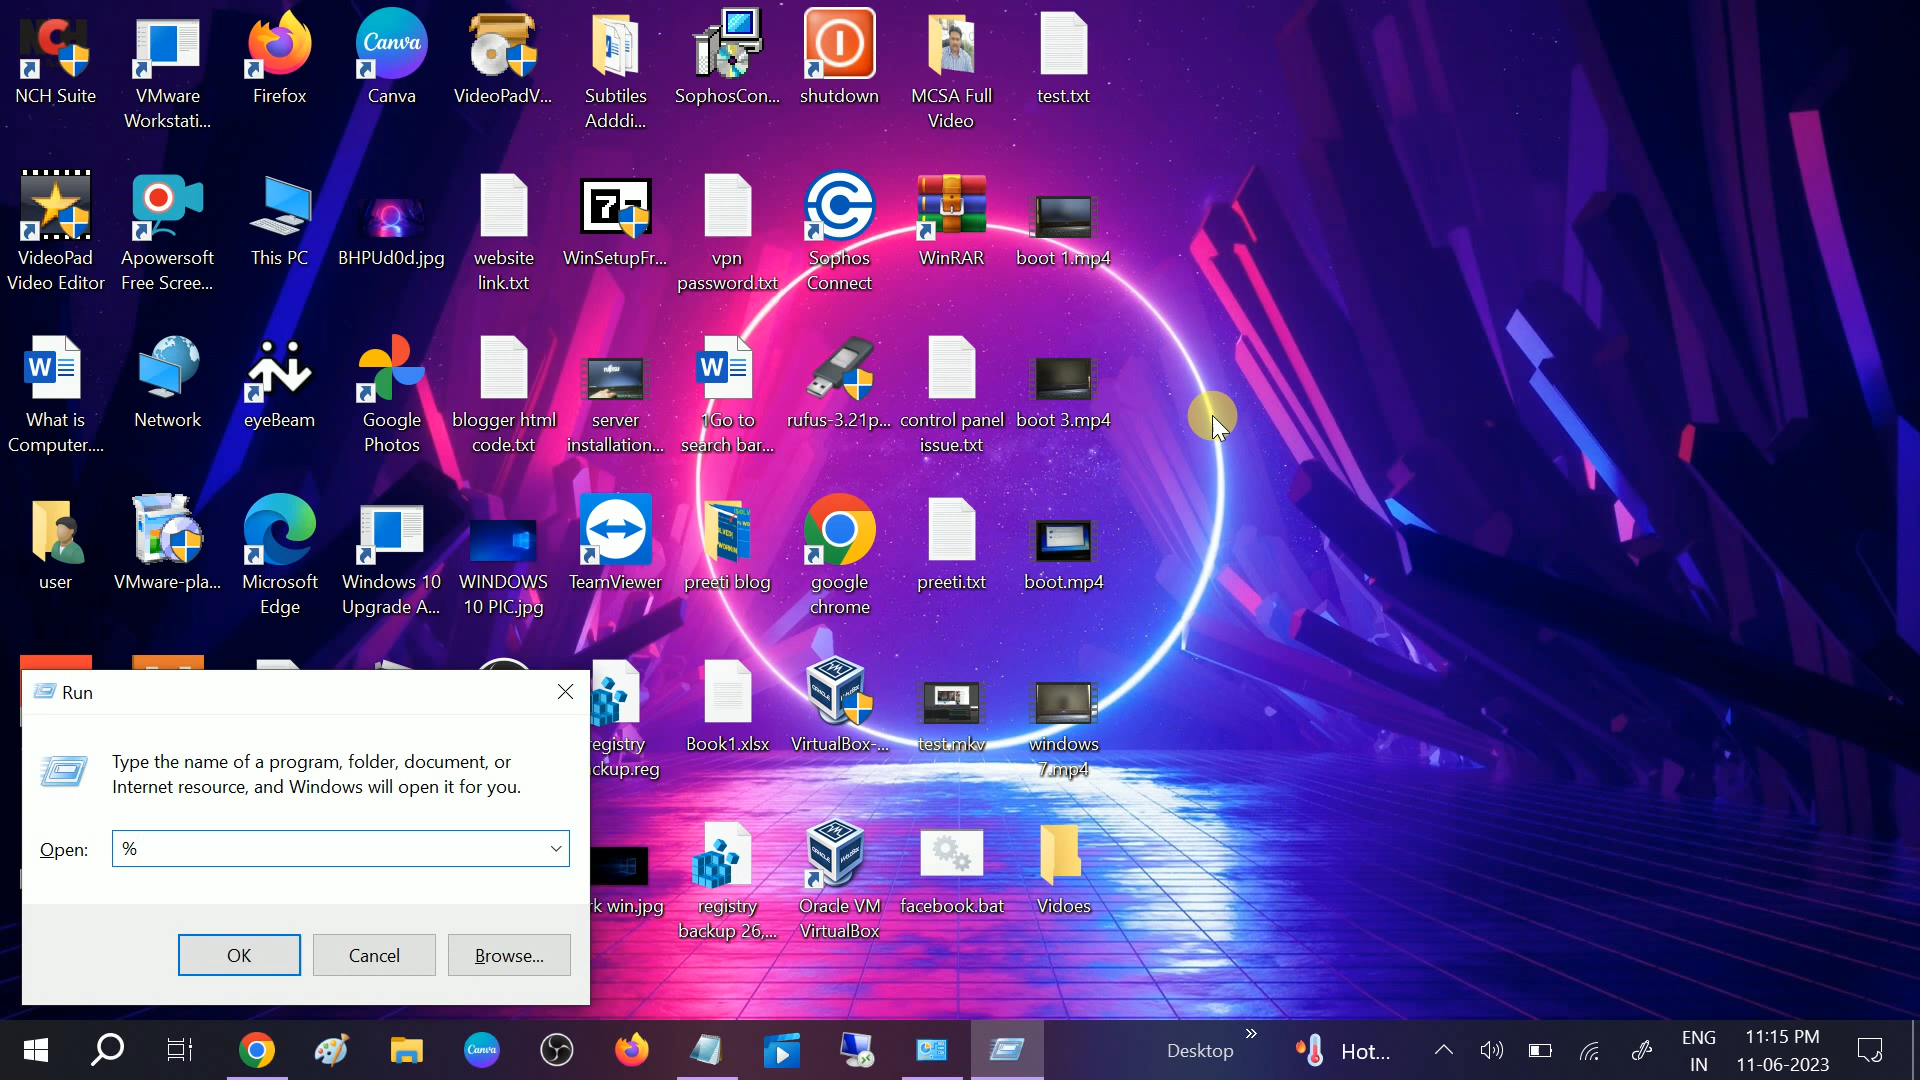 NCH Suite
VMware
Workstati...
Firefox
Canva
Canva
VideoPadV...
Subtiles
Adddi...
SophosCon...
shutdown
MCSA Full
Video
test.txt
VideoPad
Video Editor
Apowersoft
Free Scree...
This PC
BHPUd0d.jpg
website
link.txt
WinSetupFr...
vpn
password.txt
Sophos
Connect
WinRAR
boot 1.mp4
What is
Computer....
Network
eyeBeam
Google
Photos
blogger html
code.txt
server
installation...
1Go to
search bar...
rufus-3.21p...
control panel
issue.txt
boot 3.mp4
user
VMware-pla...
Microsoft
Edge
Windows 10
Upgrade A...
WINDOWS
10 PIC.jpg
TeamViewer
preeti blog
google
chrome
preeti.txt
boot.mp4
Run
Type the name of a program, folder, document, or
Internet resource, and Windows will open it for you.
Open:
%
OK
Cancel
Browse...
registry
ckup.reg
Book1.xlsx
VirtualBox-...
test.mkv
windows
7.mp4
rk win.jpg
registry
backup 26,...
Oracle VM
VirtualBox
facebook.bat
Vidoes
Canva
Desktop
Hot...
ENG
IN
11:15 PM
11-06-2023